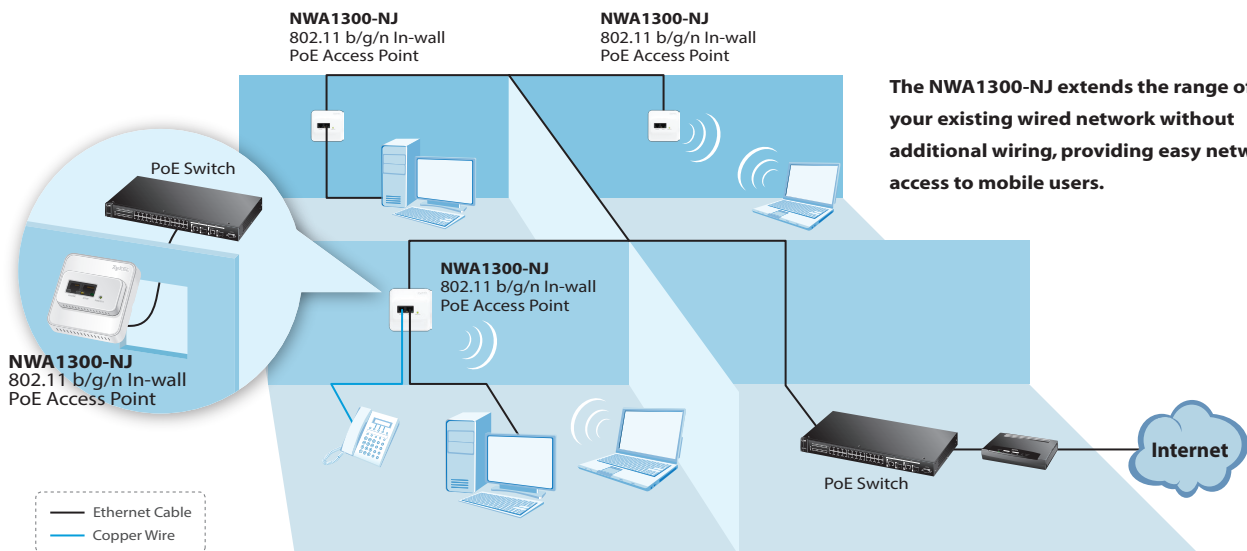 NWA1300-NJ
802.11 b/g/n In-wall
PoE Access Point
NWA1300-NJ
802.11 b/g/n In-wall
PoE Access Point
The NWA1300-NJ extends the range of
your existing wired network without
additional wiring, providing easy
access to mobile users.
PoE Switch
ZyXEL
NWA1300-NJ
802.11 b/g/n In-wall
PoE Access Point
NWA1300-NJ
802.11 b/g/n In-wall
PoE Access Point
PoE Switch
Internet
Ethernet Cable
Copper Wire